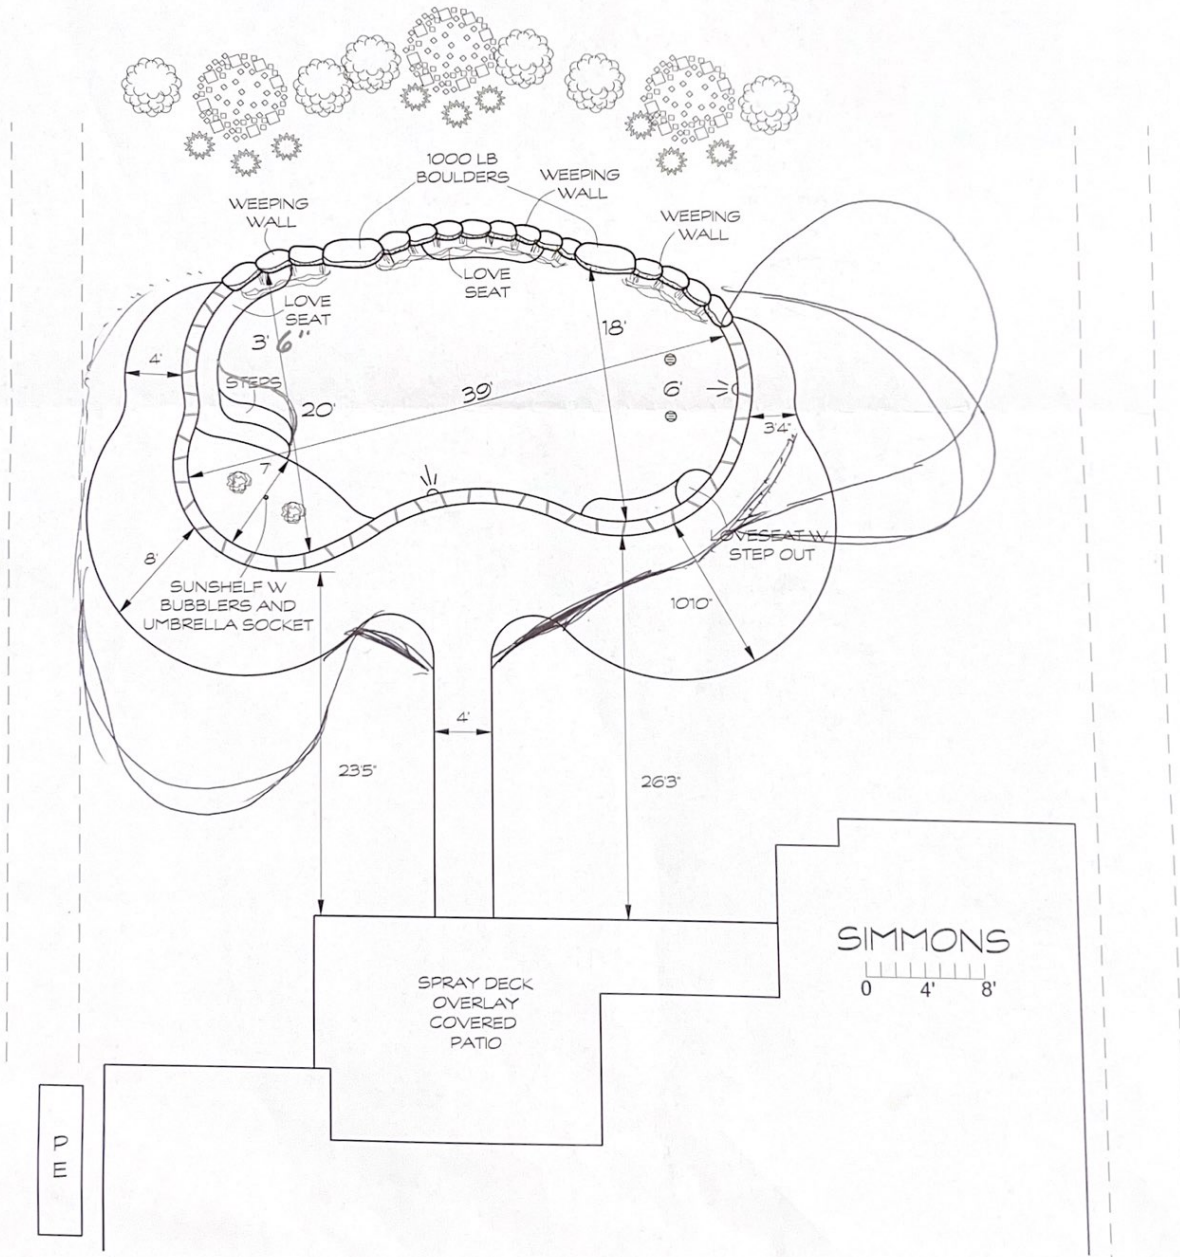 1000 LB
BOULDERS
WEEPING
WALL
WEEPING
WALL
WEEPING
WALL
LOVE
SEAT
LOVE
SEAT
3' 6"
18'
4'
STEPS
39'
6'
20'
3'4"
7'
LOVESEAT W
STEP OUT
8'
SUNSHELF W
BUBBLERS AND
UMBRELLA SOCKET
10'10"
4'
23'5"
26'3"
SIMMONS
0 4' 8'
SPRAY DECK
OVERLAY
COVERED
PATIO
P
E